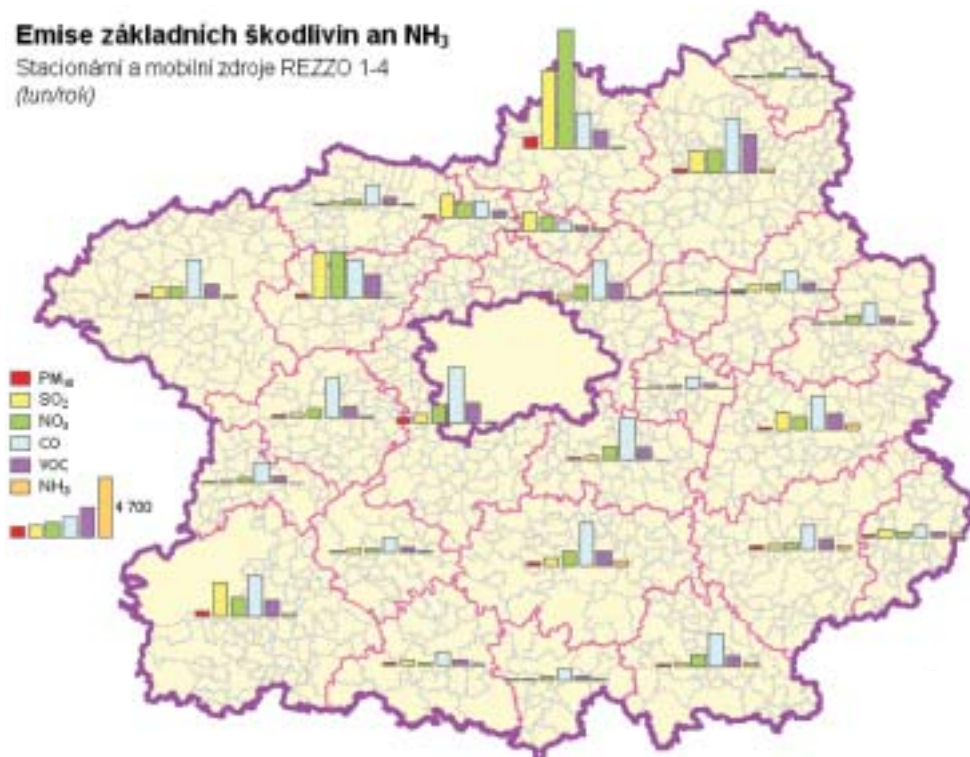 Emise základních škodlivin an NH₃
Stacionární a mobilní zdroje REZZO 1-4
(tun/rok)
PM₁₀
SO₂
NOₓ
CO
VOC
NH₃
4 700